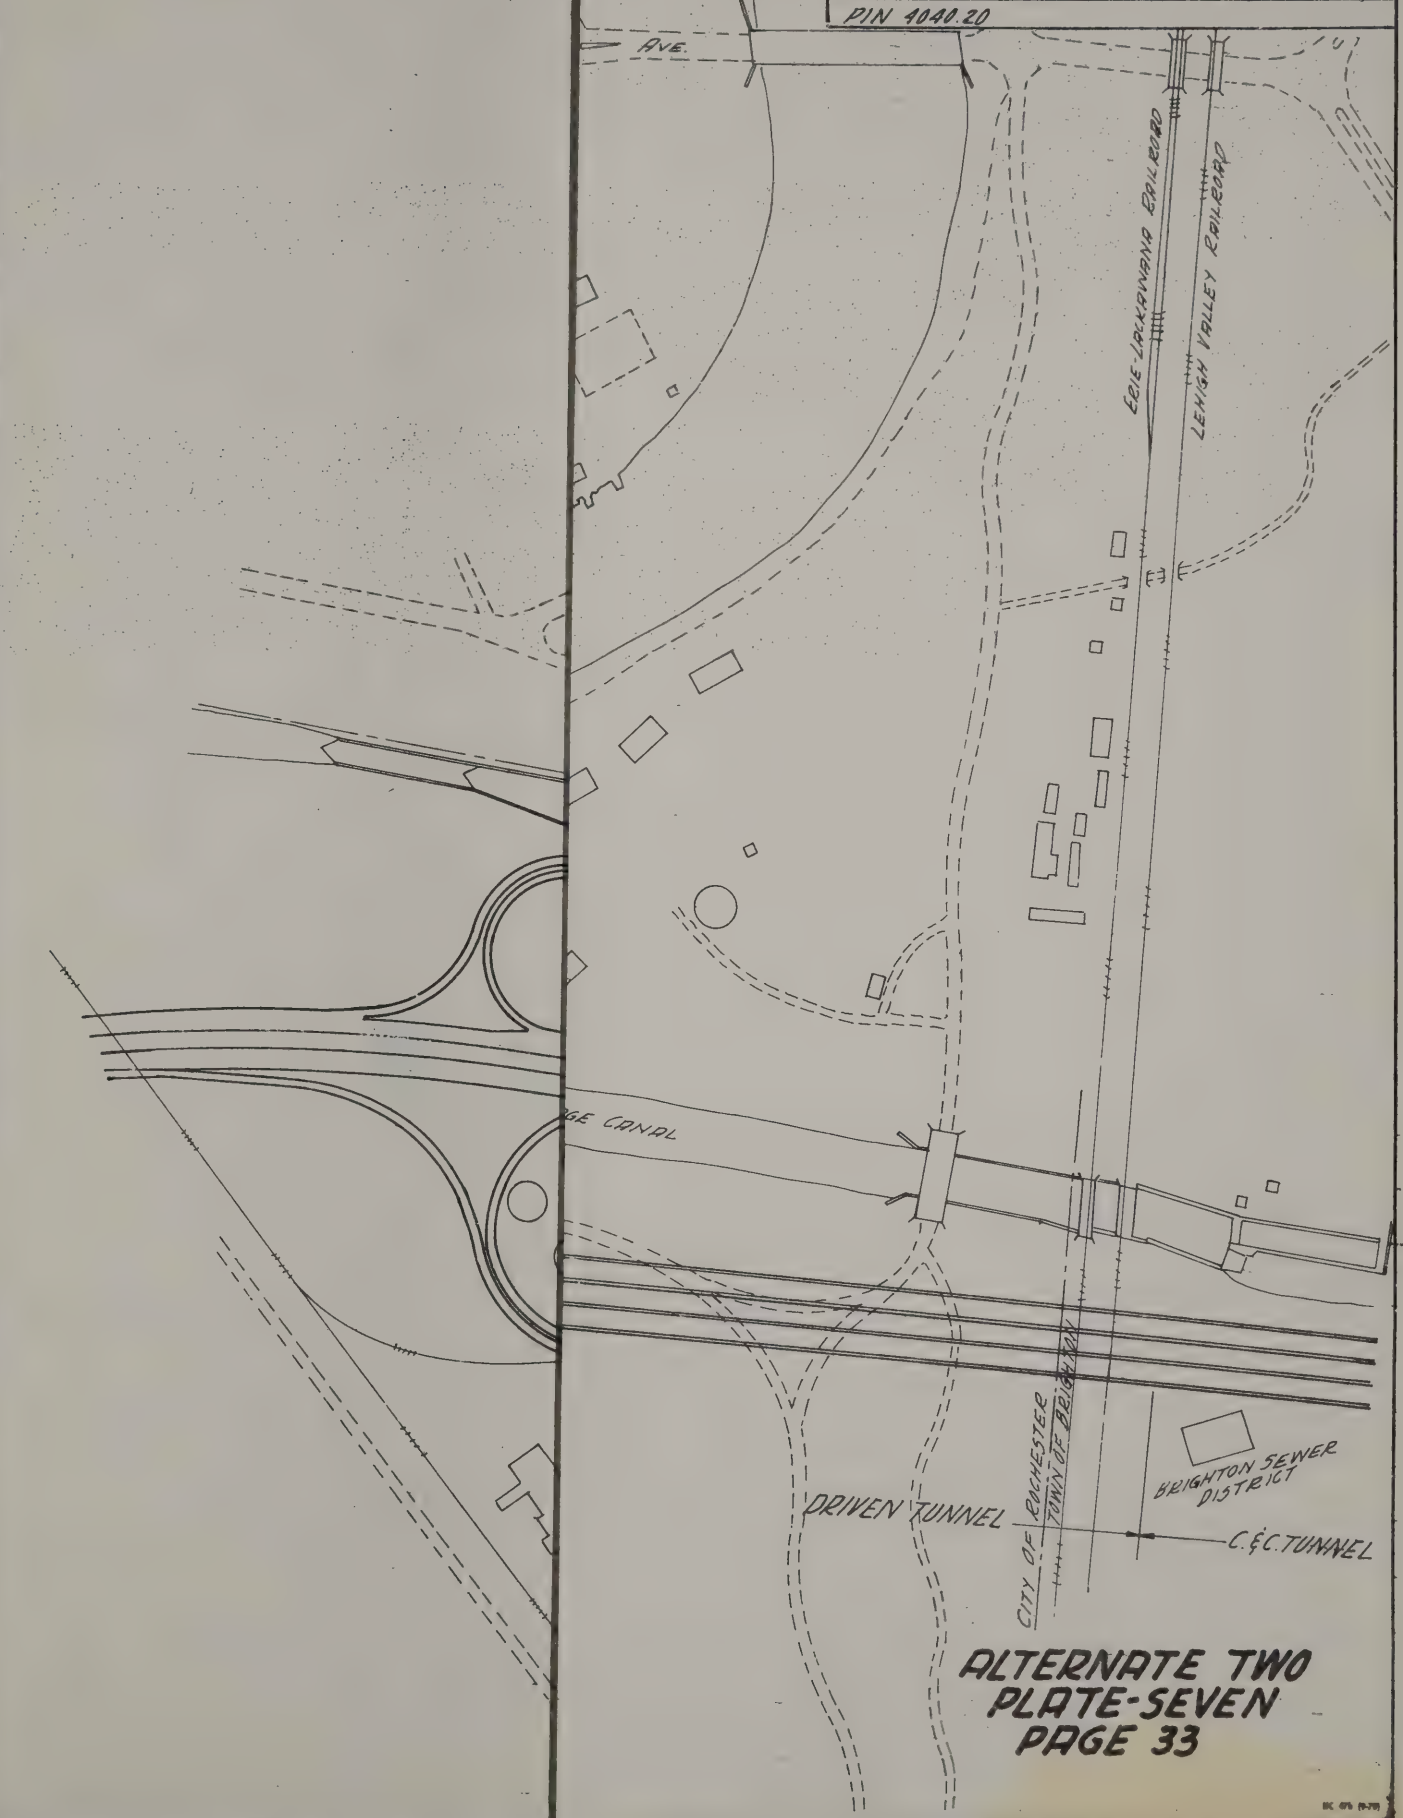 PIN 4040.20
AVE.
ERIE-LACKAWANA RAILROAD
LEHIGH VALLEY RAILROAD
GE CANAL
CITY OF ROCHESTER
TOWN OF BRIGHTON
BRIGHTON SEWER
DISTRICT
DRIVEN TUNNEL
C.&C. TUNNEL
ALTERNATE TWO
PLATE-SEVEN
PAGE 33